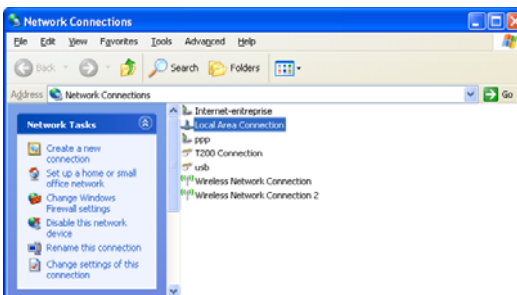 Network Connections
File Edit View Favorites Tools Advanced Help
Back Search Folders
Address Network Connections Go
Network Tasks
Create a new
connection
Set up a home or small
office network
Change Windows
Firewall settings
Disable this network
device
Rename this connection
Change settings of this
connection
Internet-entreprise
Local Area Connection
ppp
T200 Connection
usb
Wireless Network Connection
Wireless Network Connection 2